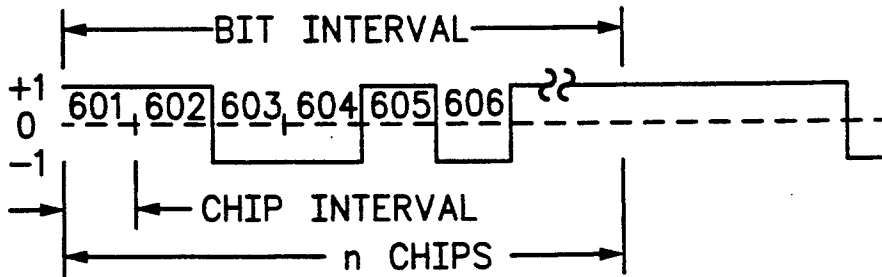 BIT INTERVAL
+1
601 602 603 604 605 606
0
-1
CHIP INTERVAL
n CHIPS